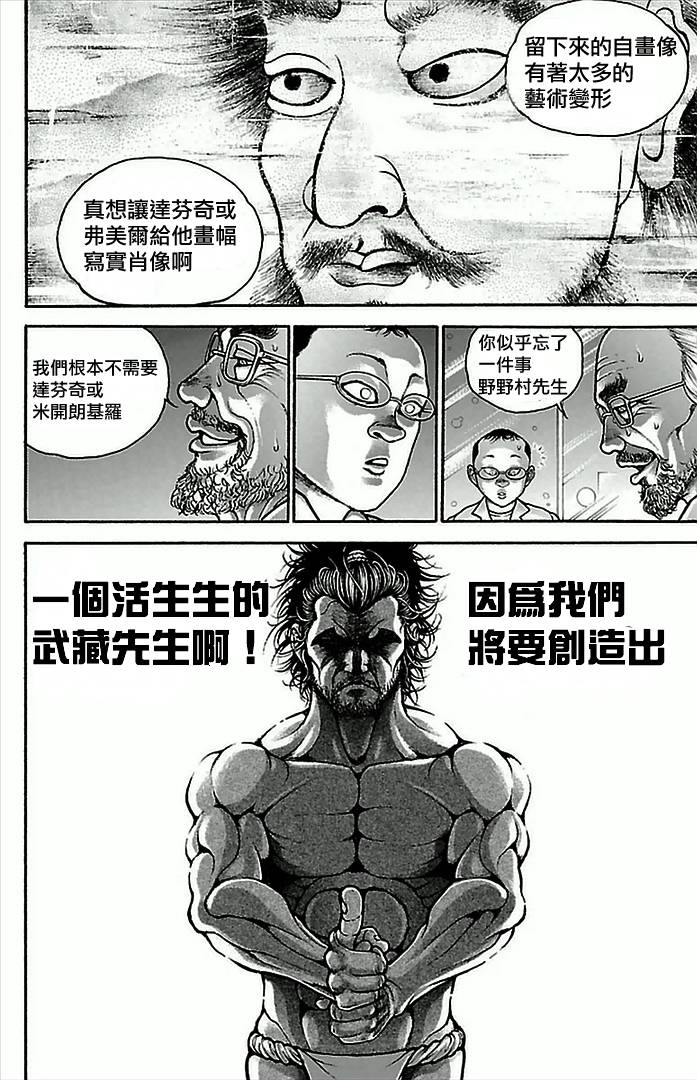 留下來的自畫像
有著太多的
藝術變形
真想讓達芬奇或
弗美爾給他畫幅
寫實肖像啊
你似乎忘了
一件事
野野村先生
我們根本不需要
達芬奇或
米開朗基羅
因爲我們
將要創造出
一個活生生的
武藏先生啊！